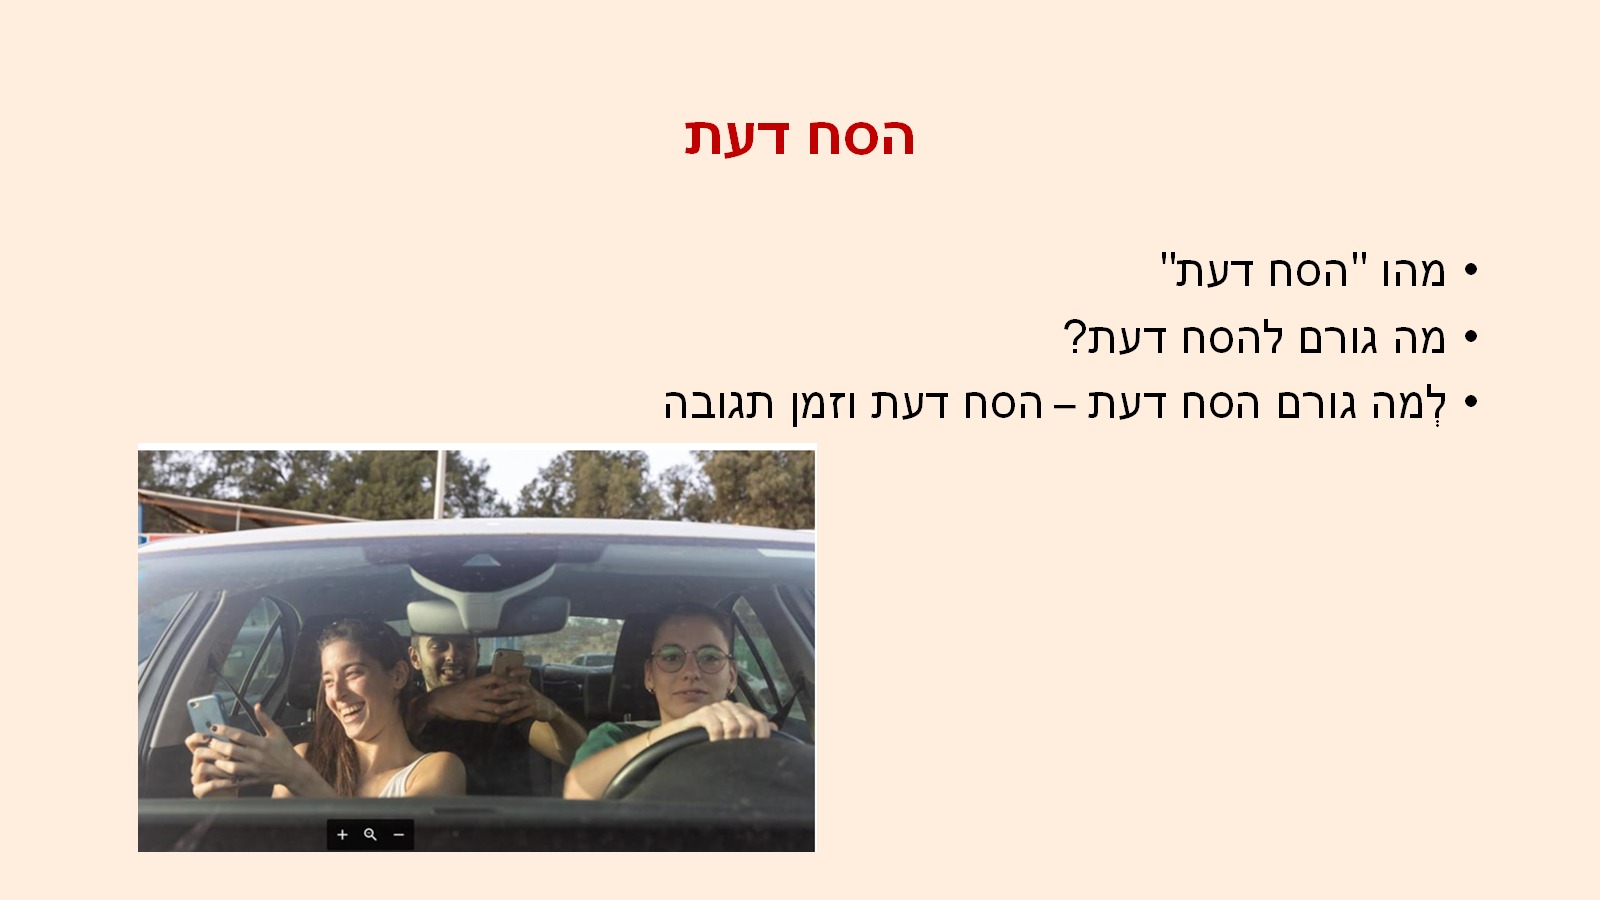 הסח דעת
• מהו "הסח דעת"
• מה גורם להסח דעת?
• לְמה גורם הסח דעת – הסח דעת וזמן תגובה